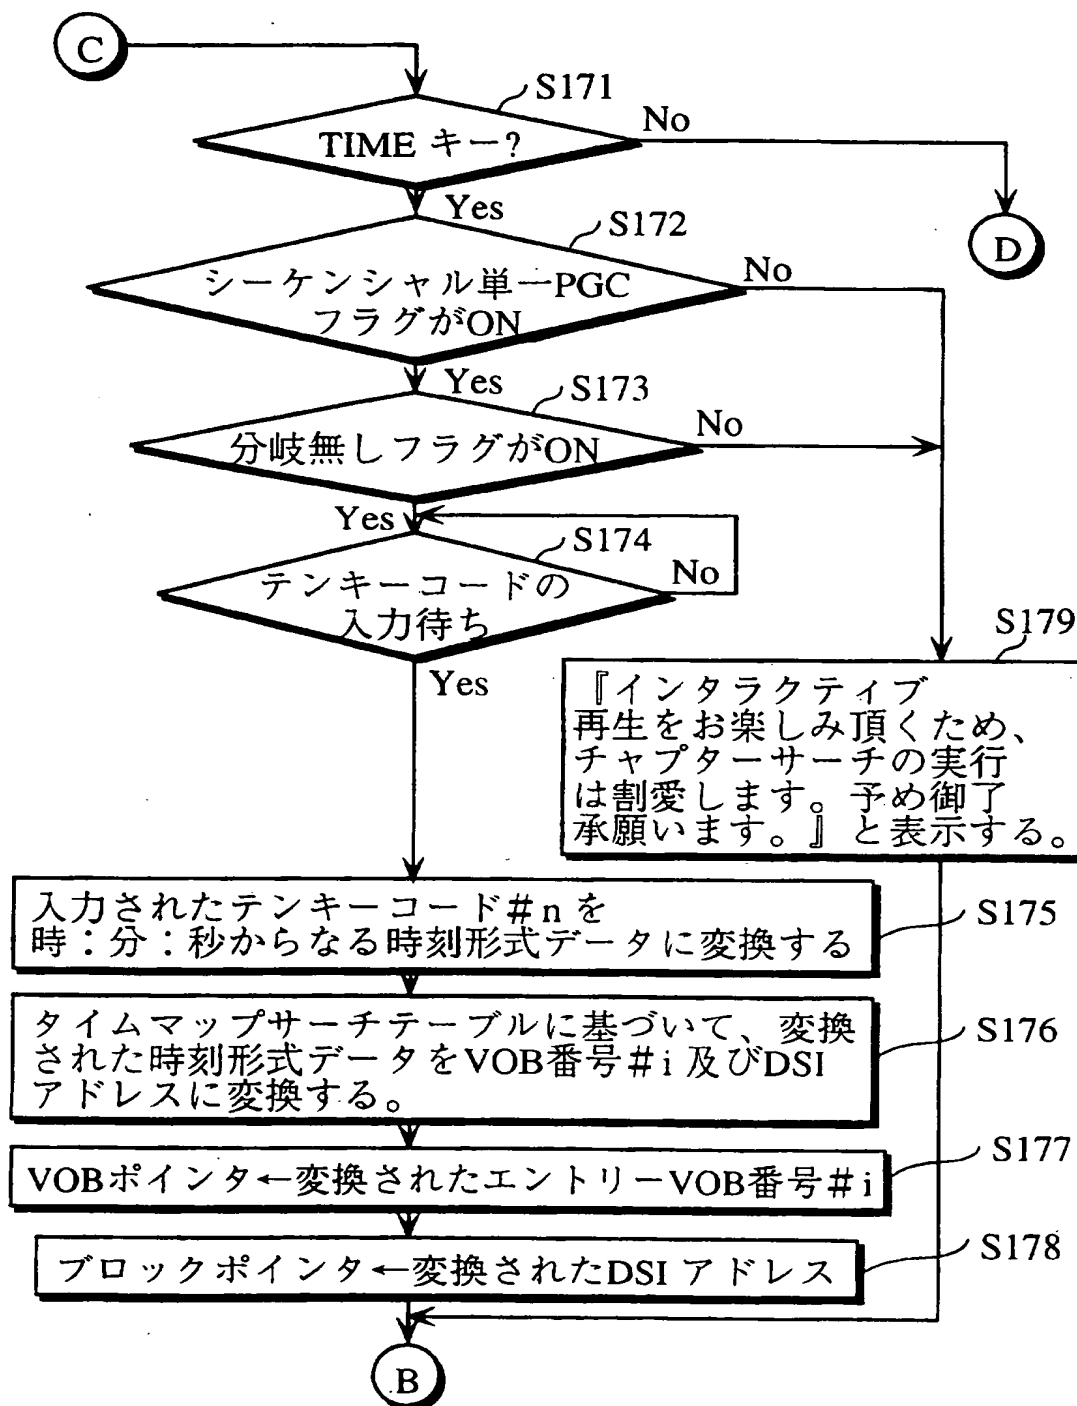 C
S171
TIME キー?
No
Yes
D
S172
シーケンシャル単一PGC
フラグがON
No
Yes
S173
分岐無しフラグがON
No
Yes
S174
テンキーコードの
入力待ち
No
Yes
S179
『インタラクティブ
再生をお楽しみ頂くため、
チャプターサーチの実行
は割愛します。予め御了
承願います。』と表示する。
入力されたテンキーコード#nを
時:分:秒からなる時刻形式データに変換する
S175
タイムマップサーチテーブルに基づいて、変換
された時刻形式データをVOB番号#i 及びDSI
アドレスに変換する。
S176
VOBポインタ←変換されたエントリーVOB番号#i
S177
ブロックポインタ←変換されたDSI アドレス
S178
B